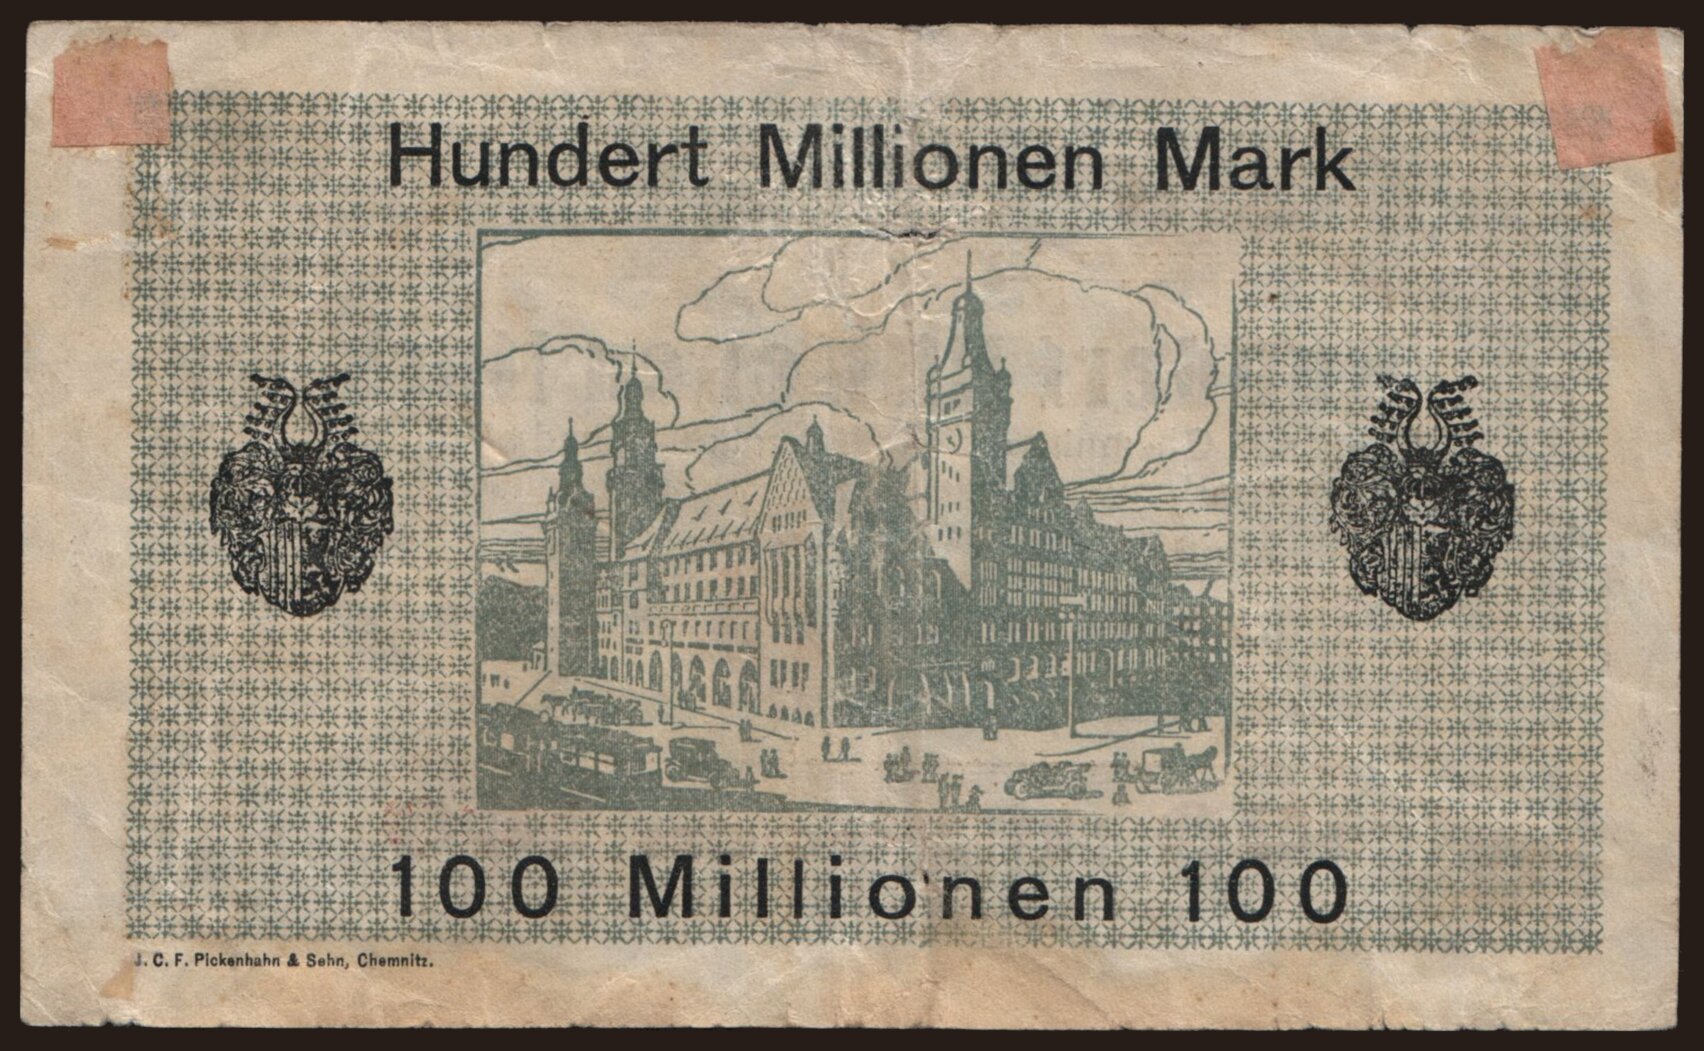 Hundert Millionen Mark
100 Millionen 100
J. C. F. Pickenhahn & Sohn, Chemnitz.